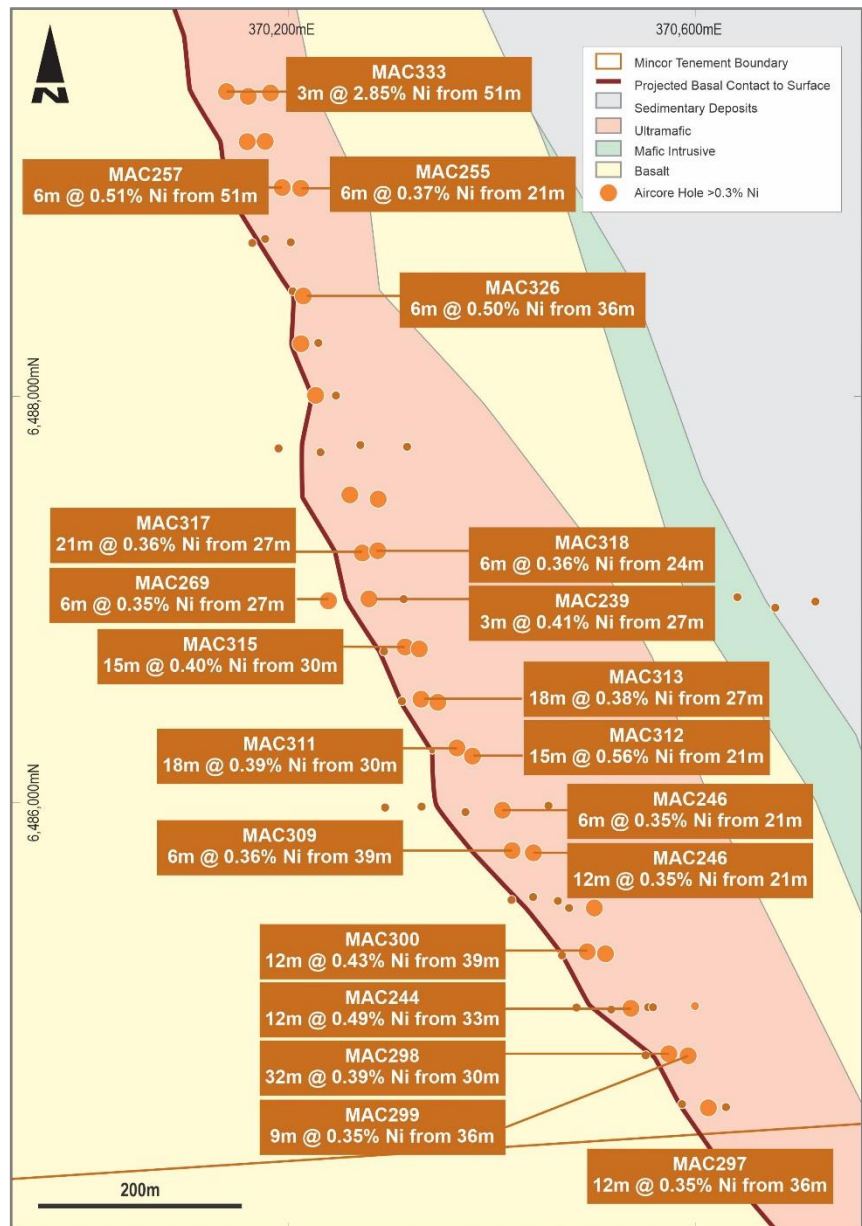 370,200mE
370,600mE
N
Mincor Tenement Boundary
Projected Basal Contact to Surface
Sedimentary Deposits
Ultramafic
Mafic Intrusive
Basalt
Aircore Hole >0.3% Ni
MAC333
3m @ 2.85% Ni from 51m
MAC257
6m @ 0.51% Ni from 51m
MAC255
6m @ 0.37% Ni from 21m
MAC326
6m @ 0.50% Ni from 36m
6,488,000mN
MAC317
21m @ 0.36% Ni from 27m
MAC318
6m @ 0.36% Ni from 24m
MAC269
6m @ 0.35% Ni from 27m
MAC239
3m @ 0.41% Ni from 27m
MAC315
15m @ 0.40% Ni from 30m
MAC313
18m @ 0.38% Ni from 27m
MAC311
18m @ 0.39% Ni from 30m
MAC312
15m @ 0.56% Ni from 21m
6,486,000mN
MAC246
6m @ 0.35% Ni from 21m
MAC309
6m @ 0.36% Ni from 39m
MAC246
12m @ 0.35% Ni from 21m
MAC300
12m @ 0.43% Ni from 39m
MAC244
12m @ 0.49% Ni from 33m
MAC298
32m @ 0.39% Ni from 30m
MAC299
9m @ 0.35% Ni from 36m
MAC297
12m @ 0.35% Ni from 36m
200m